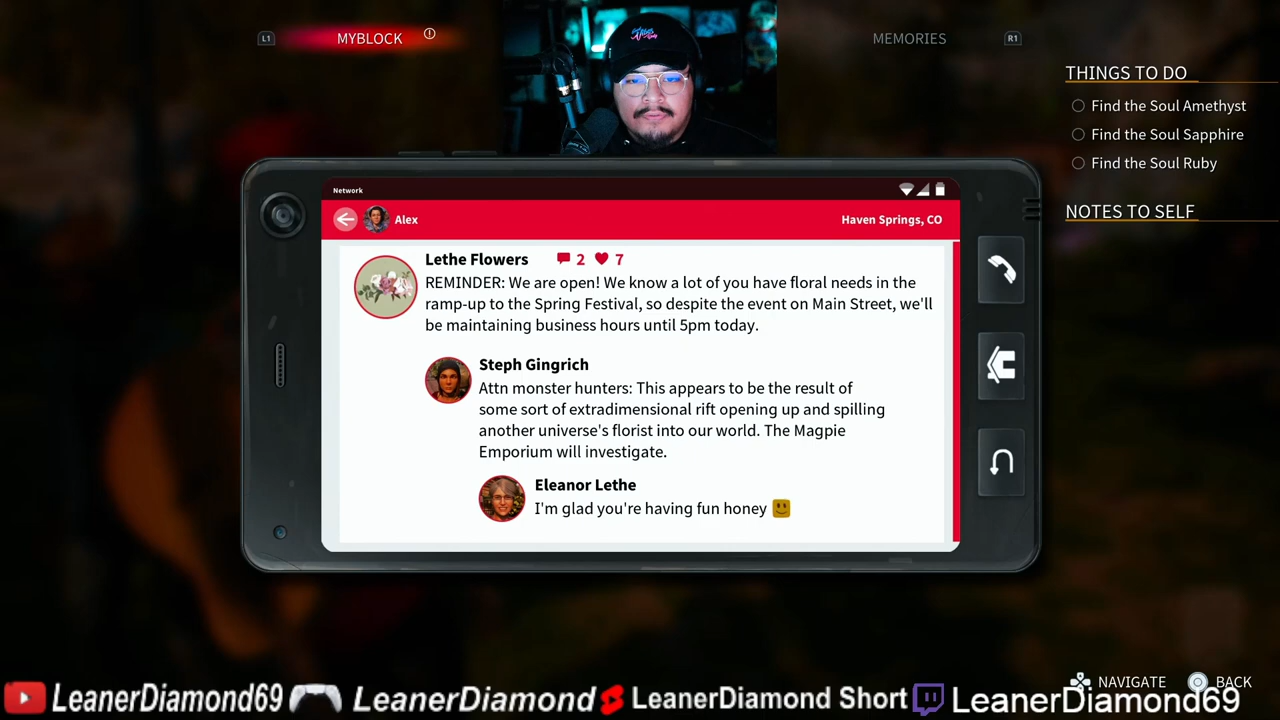 L1
MYBLOCK
MEMORIES
R1
THINGS TO DO
Find the Soul Amethyst
Find the Soul Sapphire
Find the Soul Ruby
NOTES TO SELF
Network
Alex
Haven Springs, CO
Lethe Flowers 2 7
REMINDER: We are open! We know a lot of you have floral needs in the
ramp-up to the Spring Festival, so despite the event on Main Street, we'll
be maintaining business hours until 5pm today.
Steph Gingrich
Attn monster hunters: This appears to be the result of
some sort of extradimensional rift opening up and spilling
another universe's florist into our world. The Magpie
Emporium will investigate.
Eleanor Lethe
I'm glad you're having fun honey
NAVIGATE
BACK
LeanerDiamond69
LeanerDiamond
LeanerDiamond Short
LeanerDiamond69